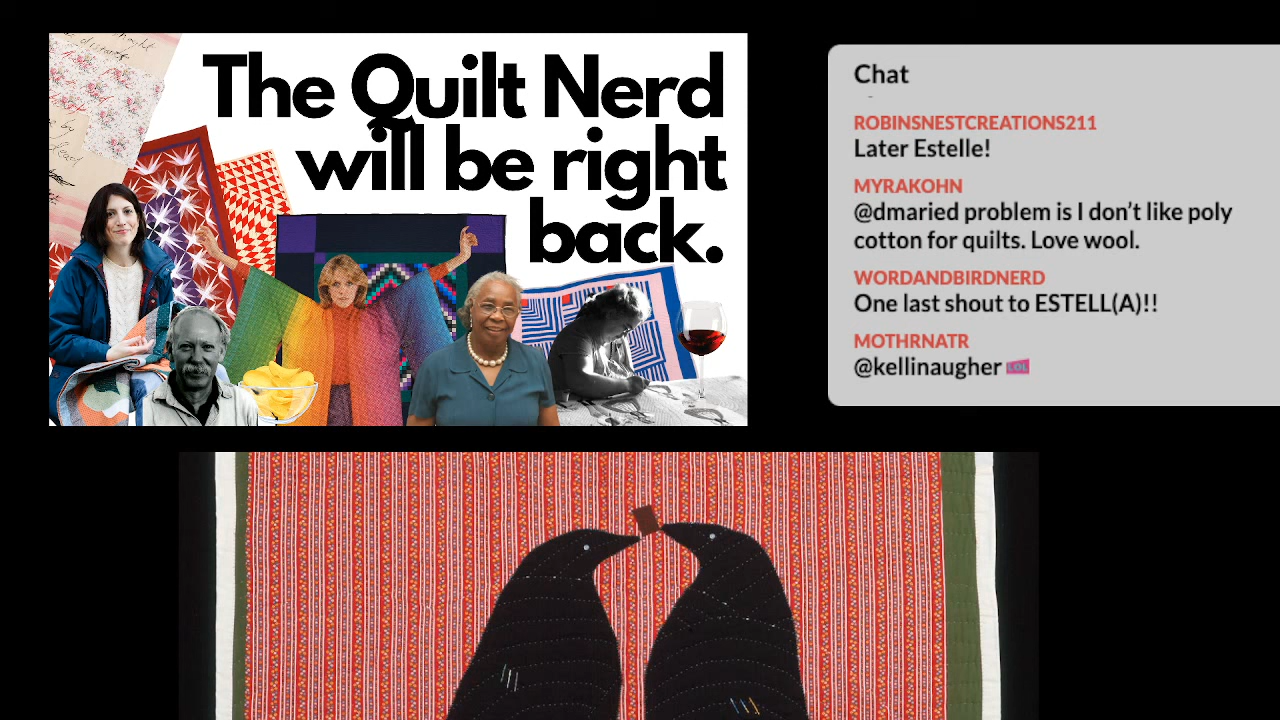 The Quilt Nerd
will be right
back.
Chat
ROBINSNESTCREATIONS211
Later Estelle!
MYRAKOHN
@dmaried problem is I don’t like poly
cotton for quilts. Love wool.
WORDANDBIRDNERD
One last shout to ESTELL(A)!!
MOTHRNATR
@kellinaugher LOL